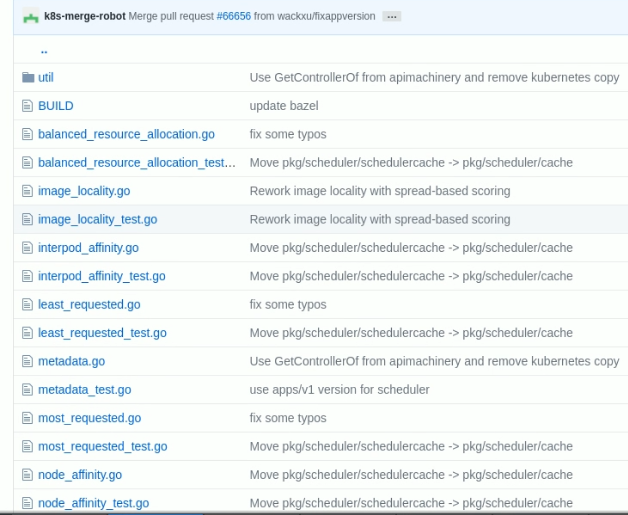 k8s-merge-robot Merge pull request #66656 from wackxu/fixappversion ...
..
util Use GetControllerOf from apimachinery and remove kubernetes copy
BUILD update bazel
balanced_resource_allocation.go fix some typos
balanced_resource_allocation_test... Move pkg/scheduler/schedulercache -> pkg/scheduler/cache
image_locality.go Rework image locality with spread-based scoring
image_locality_test.go Rework image locality with spread-based scoring
interpod_affinity.go Move pkg/scheduler/schedulercache -> pkg/scheduler/cache
interpod_affinity_test.go Move pkg/scheduler/schedulercache -> pkg/scheduler/cache
least_requested.go fix some typos
least_requested_test.go Move pkg/scheduler/schedulercache -> pkg/scheduler/cache
metadata.go Use GetControllerOf from apimachinery and remove kubernetes copy
metadata_test.go use apps/v1 version for scheduler
most_requested.go fix some typos
most_requested_test.go Move pkg/scheduler/schedulercache -> pkg/scheduler/cache
node_affinity.go Move pkg/scheduler/schedulercache -> pkg/scheduler/cache
node_affinity_test.go Move pkg/scheduler/schedulercache -> pkg/scheduler/cache